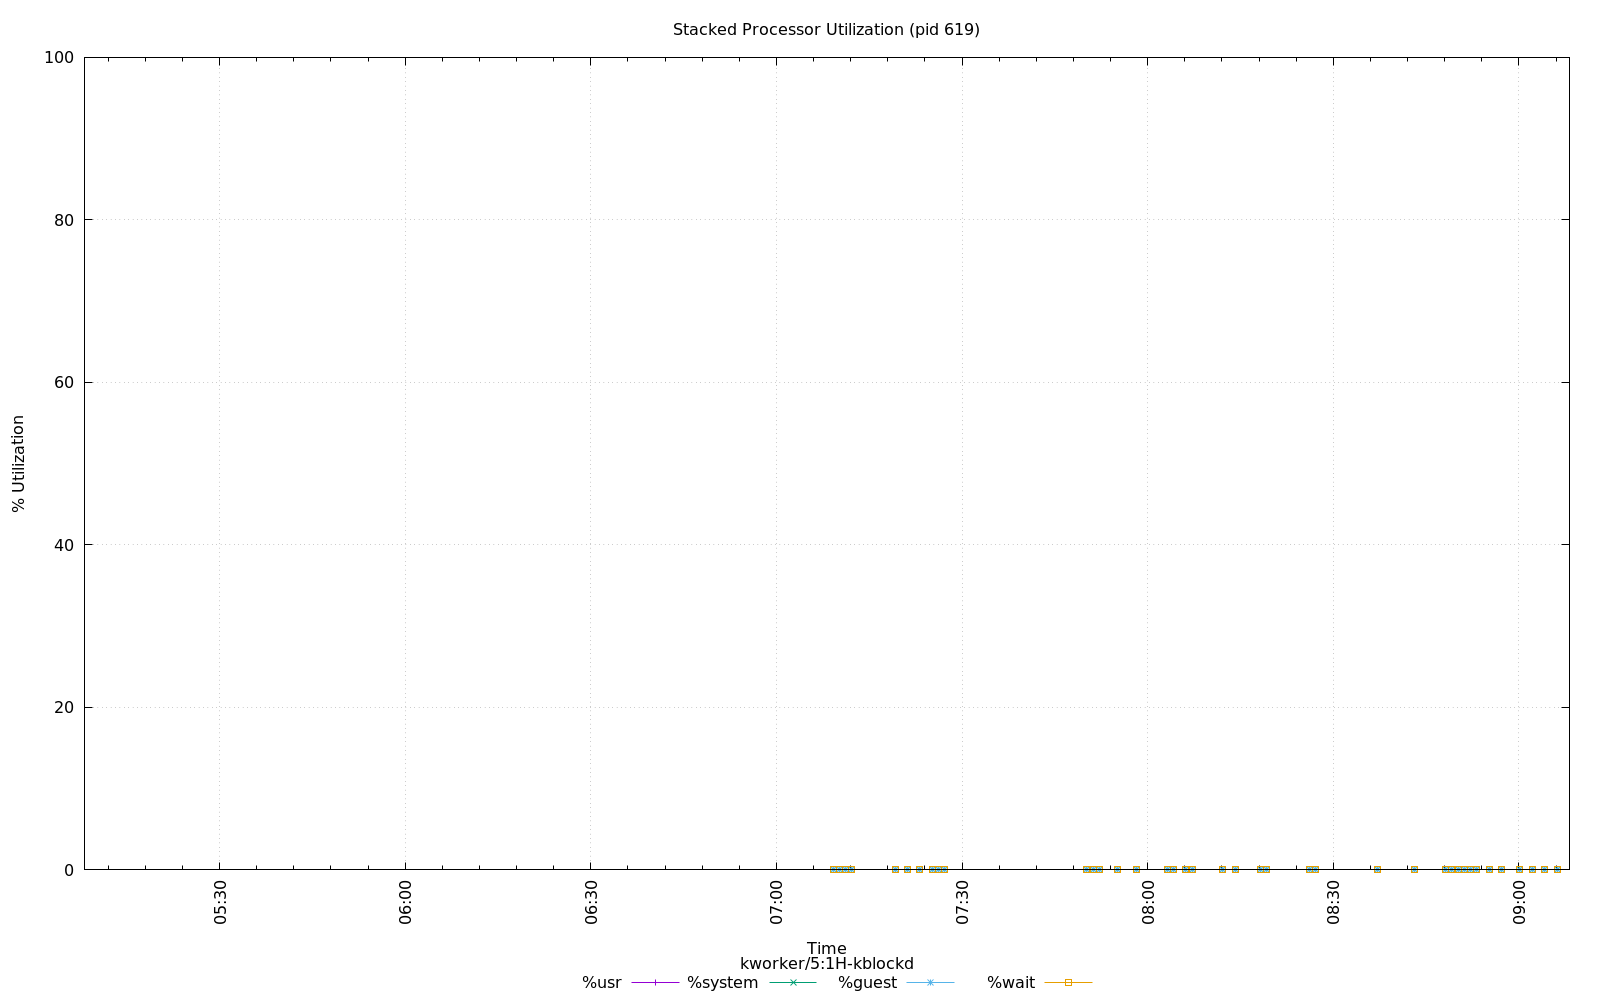 Stacked Processor Utilization (pid 619)
100
80
60
40
20
0
% Utilization
05:30 06:00 06:30 07:00 07:30 08:00 08:30 09:00
Time
kworker/5:1H-kblockd
%usr %system %guest %wait